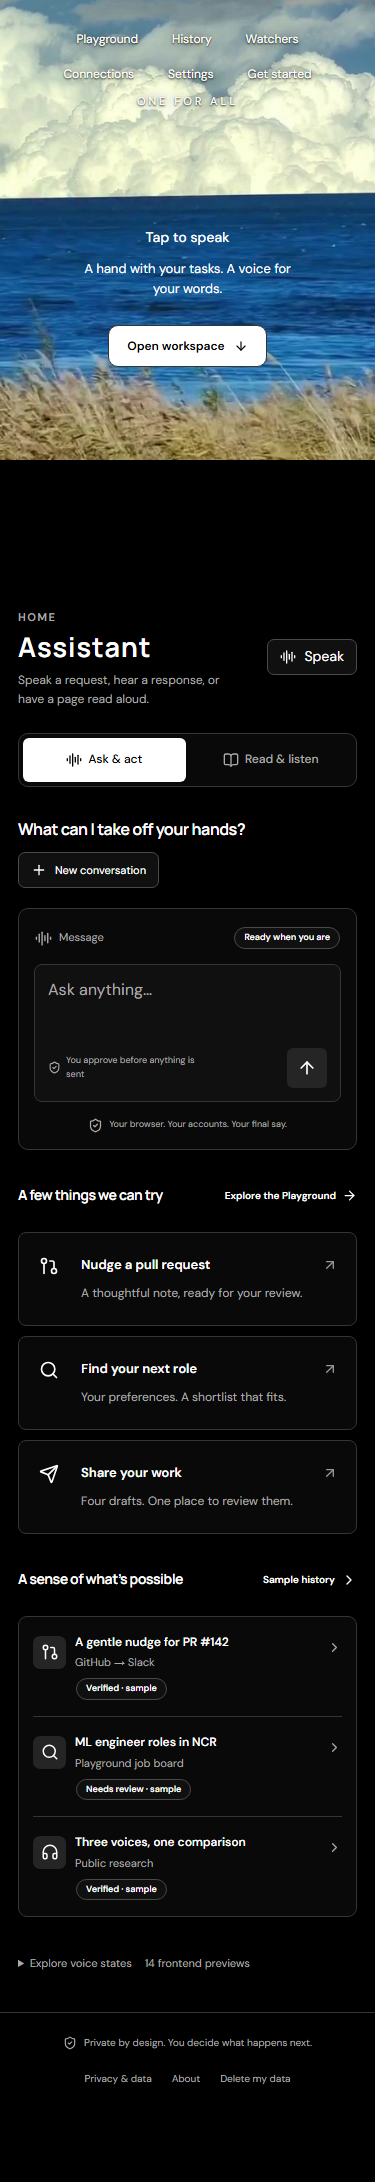 Playground History Watchers
Connections Settings Get started
ONE FOR ALL
Tap to speak
A hand with your tasks. A voice for
your words.
Open workspace
HOME
Assistant
Speak
Speak a request, hear a response, or
have a page read aloud.
Ask & act
Read & listen
What can I take off your hands?
New conversation
Message
Ready when you are
Ask anything...
You approve before anything is
sent
Your browser. Your accounts. Your final say.
A few things we can try
Explore the Playground
Nudge a pull request
A thoughtful note, ready for your review.
Find your next role
Your preferences. A shortlist that fits.
Share your work
Four drafts. One place to review them.
A sense of what's possible
Sample history
A gentle nudge for PR #142
GitHub → Slack
Verified · sample
ML engineer roles in NCR
Playground job board
Needs review · sample
Three voices, one comparison
Public research
Verified · sample
Explore voice states 14 frontend previews
Private by design. You decide what happens next.
Privacy & data About Delete my data